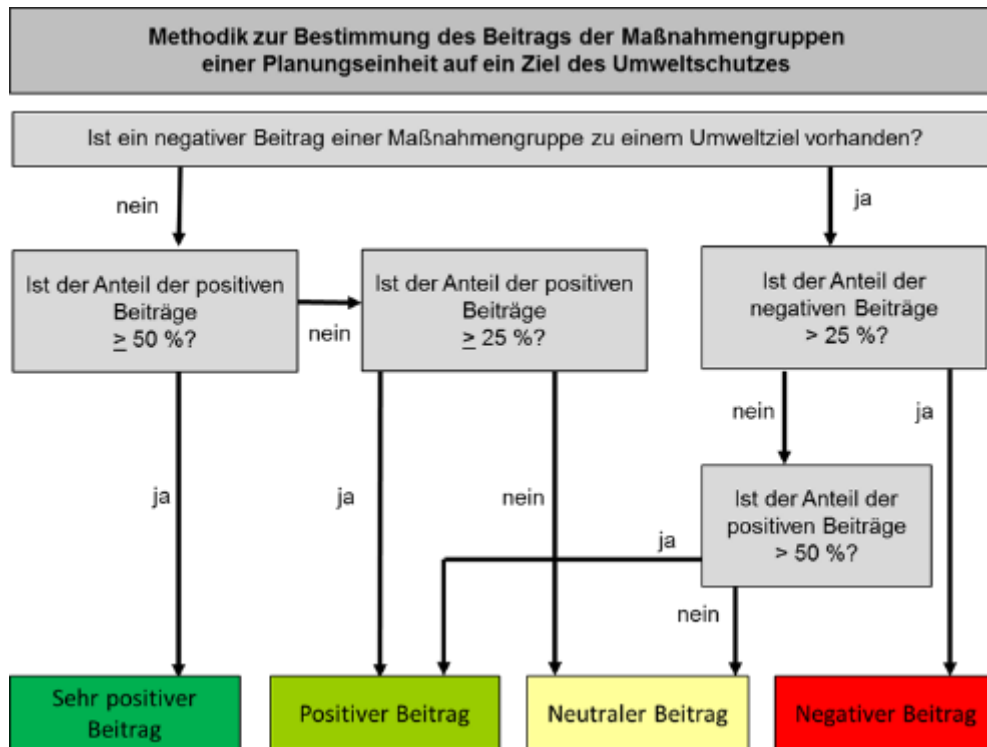 Methodik zur Bestimmung des Beitrags der Maßnahmengruppen
einer Planungseinheit auf ein Ziel des Umweltschutzes
Ist ein negativer Beitrag einer Maßnahmengruppe zu einem Umweltziel vorhanden?
nein
ja
Ist der Anteil der positiven
Beiträge
≥ 50 %?
nein
Ist der Anteil der positiven
Beiträge
≥ 25 %?
Ist der Anteil der
negativen Beiträge
> 25 %?
nein
ja
Ist der Anteil der
positiven Beiträge
> 50 %?
ja
ja
nein
ja
nein
Sehr positiver
Beitrag
Positiver Beitrag
Neutraler Beitrag
Negativer Beitrag